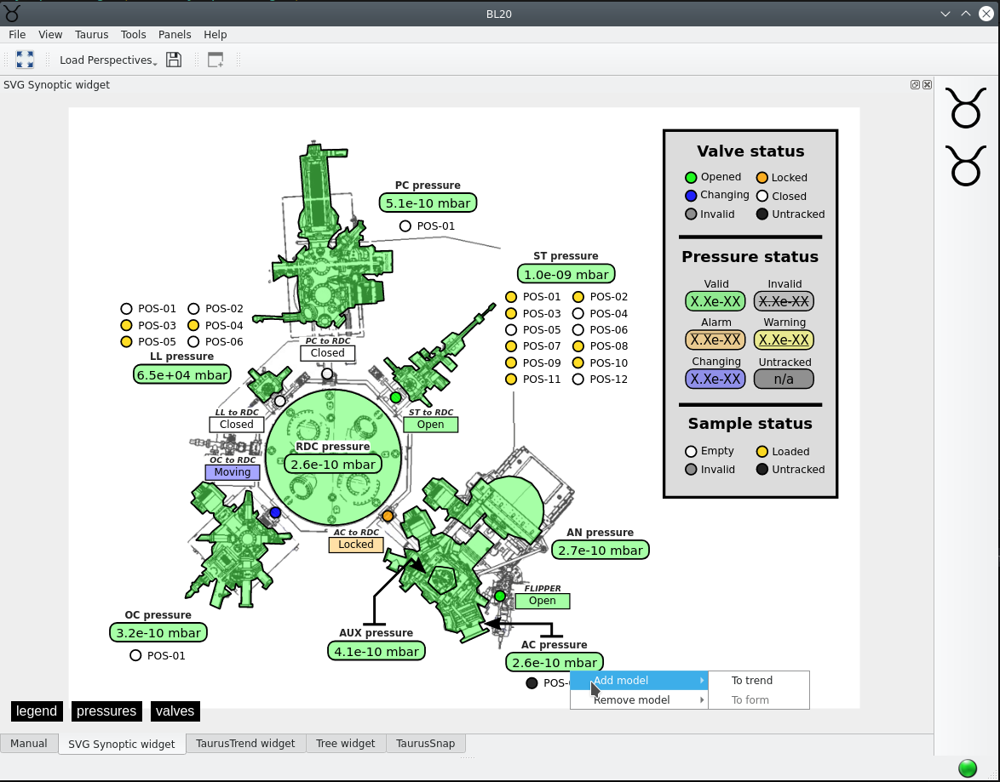 BL20
File View Taurus Tools Panels Help
Load Perspectives
SVG Synoptic widget
Valve status
Opened Locked
Changing Closed
Invalid Untracked
Pressure status
Valid Invalid
X.Xe-XX X.Xe-XX
Alarm Warning
X.Xe-XX X.Xe-XX
Changing Untracked
X.Xe-XX n/a
Sample status
Empty Loaded
Invalid Untracked
PC pressure
5.1e-10 mbar
POS-01
ST pressure
1.0e-09 mbar
POS-01 POS-02
POS-03 POS-04
POS-05 POS-06
POS-07 POS-08
POS-09 POS-10
POS-11 POS-12
POS-01 POS-02
POS-03 POS-04
POS-05 POS-06
LL pressure
6.5e+04 mbar
PC to RDC
Closed
LL to RDC
Closed
ST to RDC
Open
RDC pressure
2.6e-10 mbar
OC to RDC
Moving
AC to RDC
Locked
AN pressure
2.7e-10 mbar
FLIPPER
Open
OC pressure
3.2e-10 mbar
POS-01
AUX pressure
4.1e-10 mbar
AC pressure
2.6e-10 mbar
Add model To trend
Remove model To form
legend pressures valves
Manual SVG Synoptic widget TaurusTrend widget Tree widget TaurusSnap